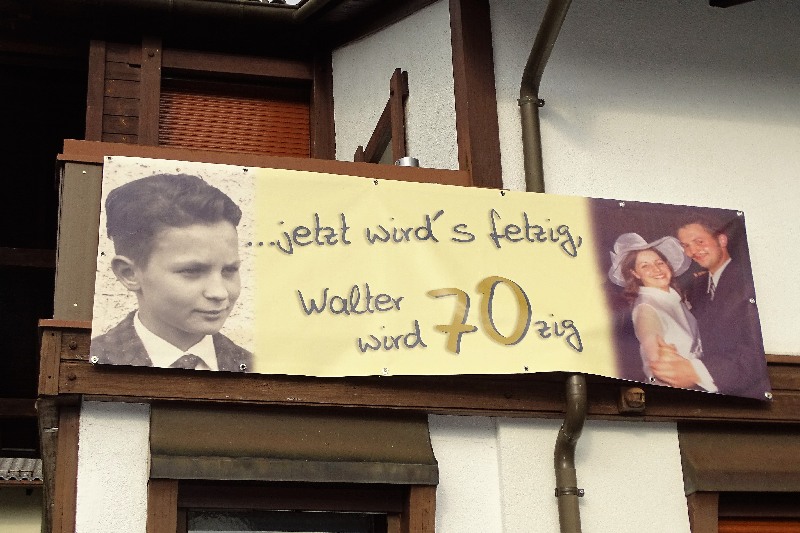 ...jetzt wird´s fetzig,
Walter
wird 70zig